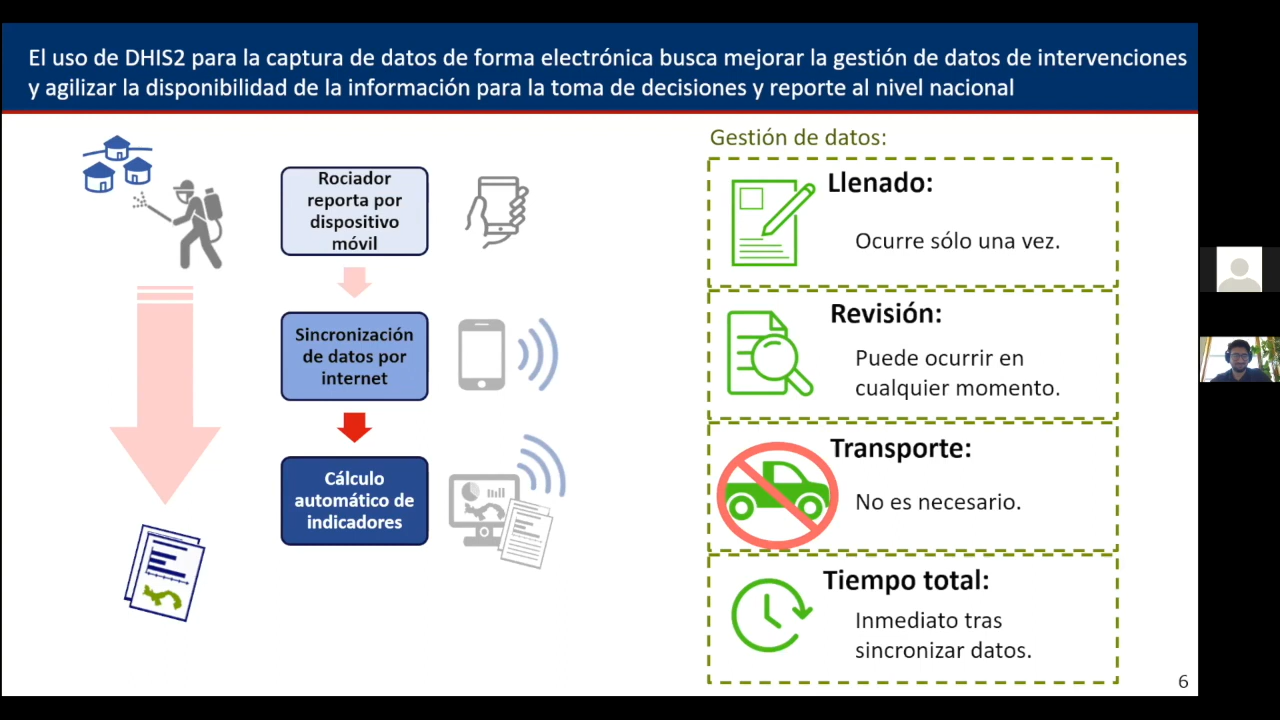 El uso de DHIS2 para la captura de datos de forma electrónica busca mejorar la gestión de datos de intervenciones
y agilizar la disponibilidad de la información para la toma de decisiones y reporte al nivel nacional
Rociador
reporta por
dispositivo
móvil
Sincronización
de datos por
internet
Cálculo
automático de
indicadores
Gestión de datos:
Llenado:
Ocurre sólo una vez.
Revisión:
Puede ocurrir en
cualquier momento.
Transporte:
No es necesario.
Tiempo total:
Inmediato tras
sincronizar datos.
6